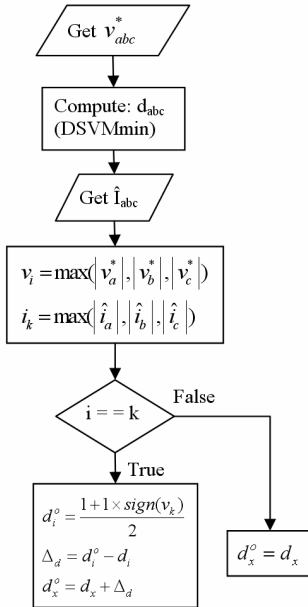 Get v*abc
Compute: dabc
(DSVMmin)
Get Îabc
vi = max(|v*a|,|v*b|,|v*c|)
ik = max(|îa|,|îb|,|îc|)
i = = k
False
True
d°i = (1+1×sign(vk))/2
Δd = d°i − di
d°x = dx + Δd
d°x = dx